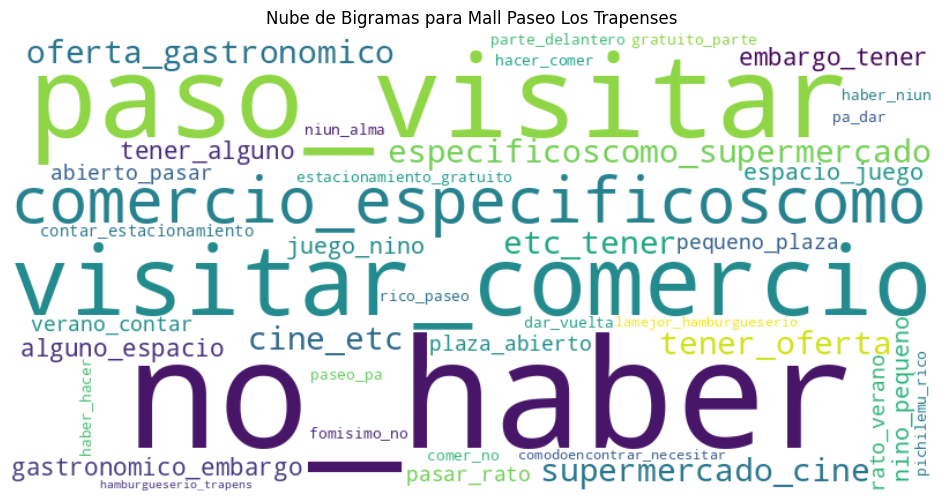 Nube de Bigramas para Mall Paseo Los Trapenses
parte_delantero
gratuito_parte
oferta_gastronomico
hacer_comer
embargo_tener
paso_visitar
haber_niun
pa_dar
niun_alma
tener_alguno
especificoscomo_supermercado
abierto_pasar
estacionamiento_gratuito
espacio_juego
comercio_especificoscomo
contar_estacionamiento
juego_nino
etc_tener
pequeno_plaza
visitar_comercio
rico_paseo
verano_contar
dar_vuelta
lamejor_hamburgueserio
alguno_espacio
cine_etc
plaza_abierto
tener_oferta
no_haber
haber_hacer
paseo_pa
rato_verano
nino_pequeno
pichilemu_rico
fomisimo_no
comer_no
comodoencontrar_necesitar
gastronomico_embargo
pasar_rato
supermercado_cine
hamburgueserio_trapens